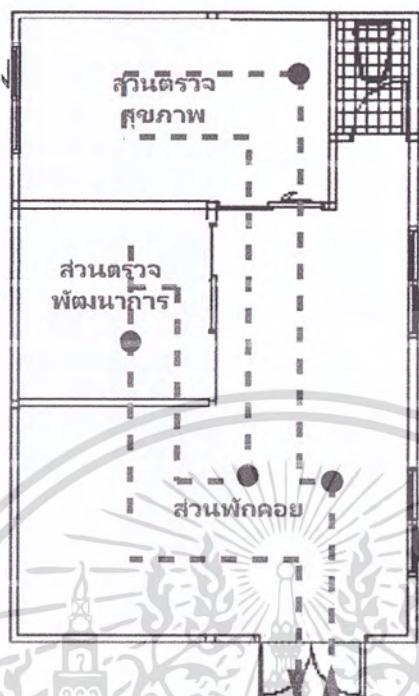 ส่วนตรวจ
สุขภาพ
ส่วนตรวจ
พัฒนาการ
ส่วนพักคอย